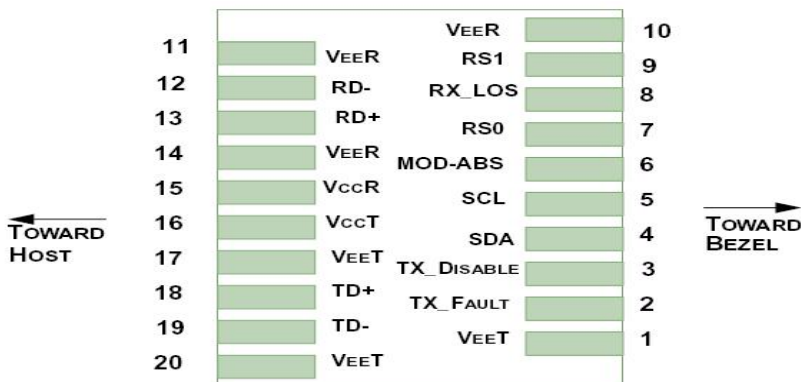 11 VEER
12 RD-
13 RD+
14 VEER
15 VCCR
16 VCCT
17 VEET
18 TD+
19 TD-
20 VEET
VEER 10
RS1 9
RX_LOS 8
RS0 7
MOD-ABS 6
SCL 5
SDA 4
TX_DISABLE 3
TX_FAULT 2
VEET 1
TOWARD
HOST
TOWARD
BEZEL